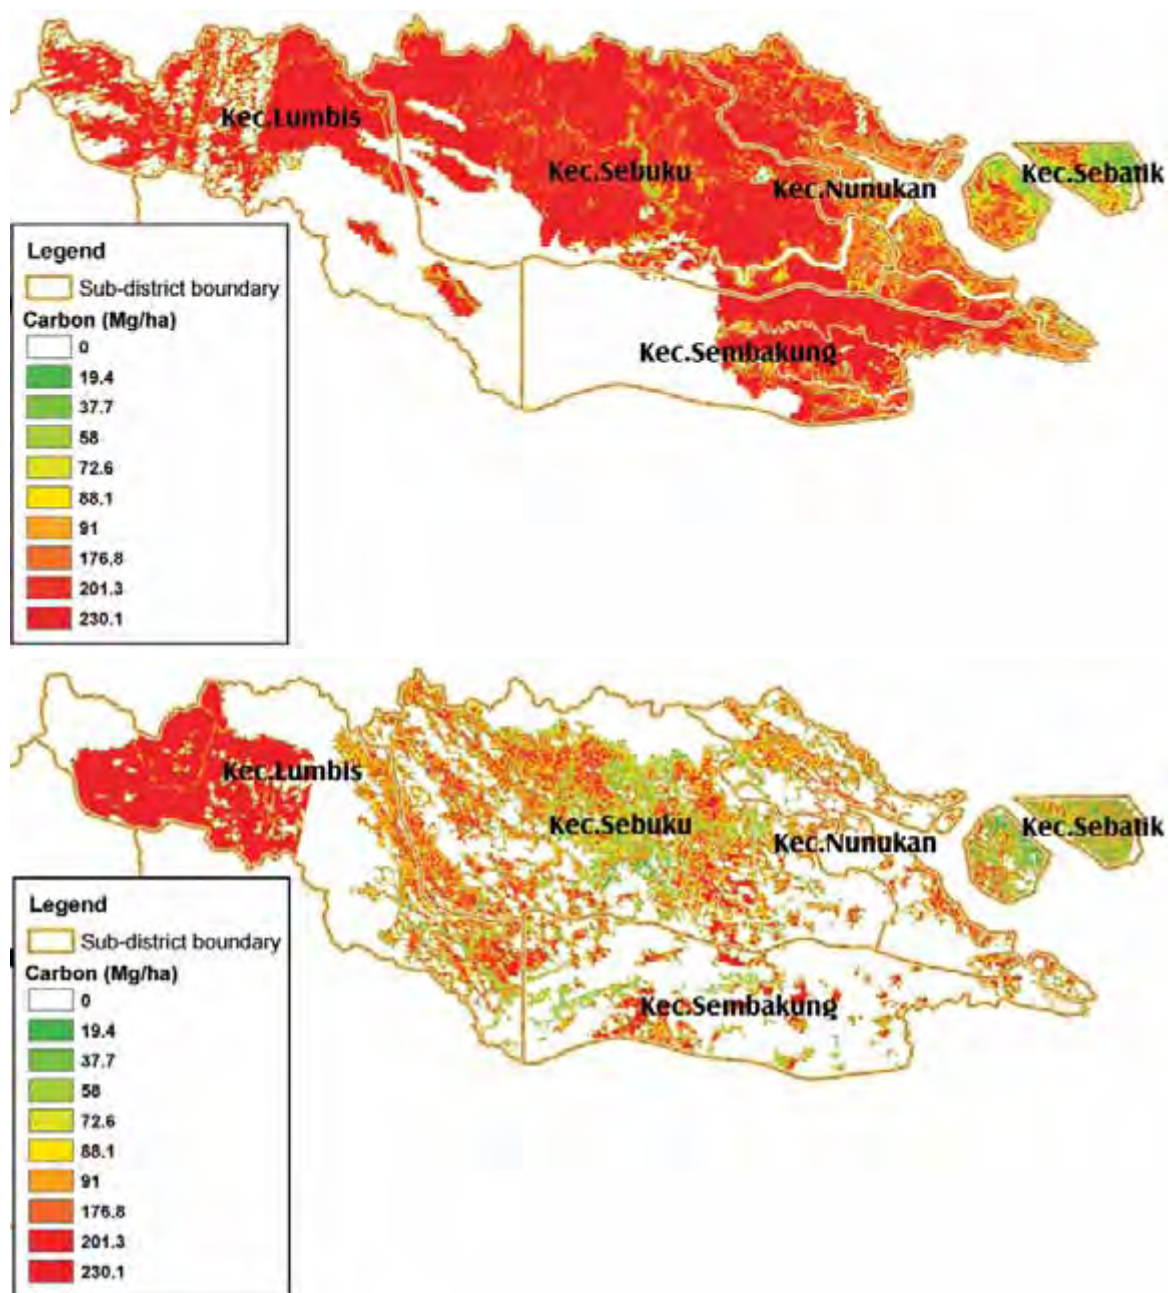 Kec.Lumbis
Kec.Sebuku
Kec.Sebatik
Kec.Nunukan
Kec.Sembakung
Legend
Sub-district boundary
Carbon (Mg/ha)
0
19.4
37.7
58
72.6
88.1
91
176.8
201.3
230.1
Kec.Lumbis
Kec.Sebuku
Kec.Sebatik
Kec.Nunukan
Kec.Sembakung
Legend
Sub-district boundary
Carbon (Mg/ha)
0
19.4
37.7
58
72.6
88.1
91
176.8
201.3
230.1